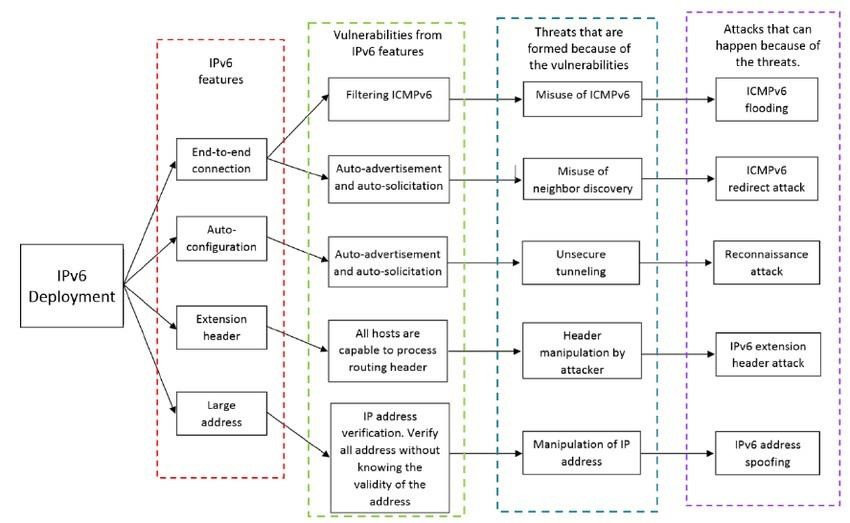 IPv6
Deployment
IPv6
features
End-to-end
connection
Auto-
configuration
Extension
header
Large
address
Vulnerabilities from
IPv6 features
Filtering ICMPv6
Auto-advertisement
and auto-solicitation
Auto-advertisement
and auto-solicitation
All hosts are
capable to process
routing header
IP address
verification. Verify
all address without
knowing the
validity of the
address
Threats that are
formed because of
the vulnerabilities
Misuse of ICMPv6
Misuse of
neighbor discovery
Unsecure
tunneling
Header
manipulation by
attacker
Manipulation of IP
address
Attacks that can
happen because of
the threats.
ICMPv6
flooding
ICMPv6
redirect attack
Reconnaissance
attack
IPv6 extension
header attack
IPv6 address
spoofing